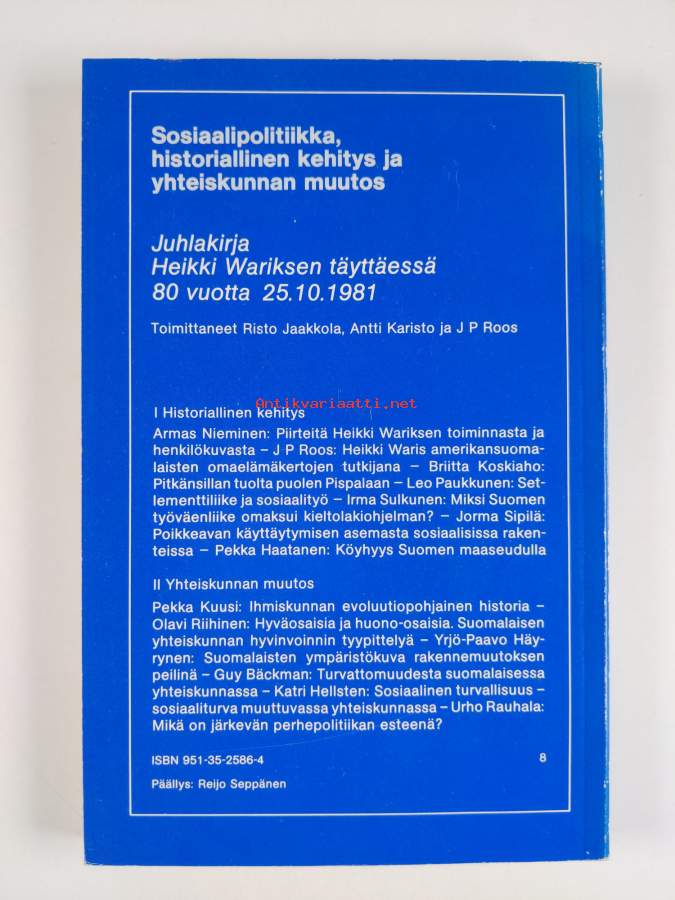 Sosiaalipolitiikka,
historiallinen kehitys ja
yhteiskunnan muutos
Juhlakirja
Heikki Wariksen täyttäessä
80 vuotta 25.10.1981
Toimittaneet Risto Jaakkola, Antti Karisto ja J P Roos
Antikvariaatti.net
I Historiallinen kehitys
Armas Nieminen: Piirteitä Heikki Wariksen toiminnasta ja
henkilökuvasta – J P Roos: Heikki Waris amerikansuoma-
laisten omaelämäkertojen tutkijana – Briitta Koskiaho:
Pitkänsillan tuolta puolen Pispalaan – Leo Paukkunen: Set-
lementtiliike ja sosiaalityö – Irma Sulkunen: Miksi Suomen
työväenliike omaksui kieltolakiohjelman? – Jorma Sipilä:
Poikkeavan käyttäytymisen asemasta sosiaalisissa raken-
teissa – Pekka Haatanen: Köyhyys Suomen maaseudulla
II Yhteiskunnan muutos
Pekka Kuusi: Ihmiskunnan evoluutiopohjainen historia –
Olavi Riihinen: Hyväosaisia ja huono-osaisia. Suomalaisen
yhteiskunnan hyvinvoinnin tyypittelyä – Yrjö-Paavo Häy-
rynen: Suomalaisten ympäristökuva rakennemuutoksen
peilinä – Guy Bäckman: Turvattomuudesta suomalaisessa
yhteiskunnassa – Katri Hellsten: Sosiaalinen turvallisuus –
sosiaaliturva muuttuvassa yhteiskunnassa – Urho Rauhala:
Mikä on järkevän perhepolitiikan esteenä?
ISBN 951-35-2586-4 8
Päällys: Reijo Seppänen